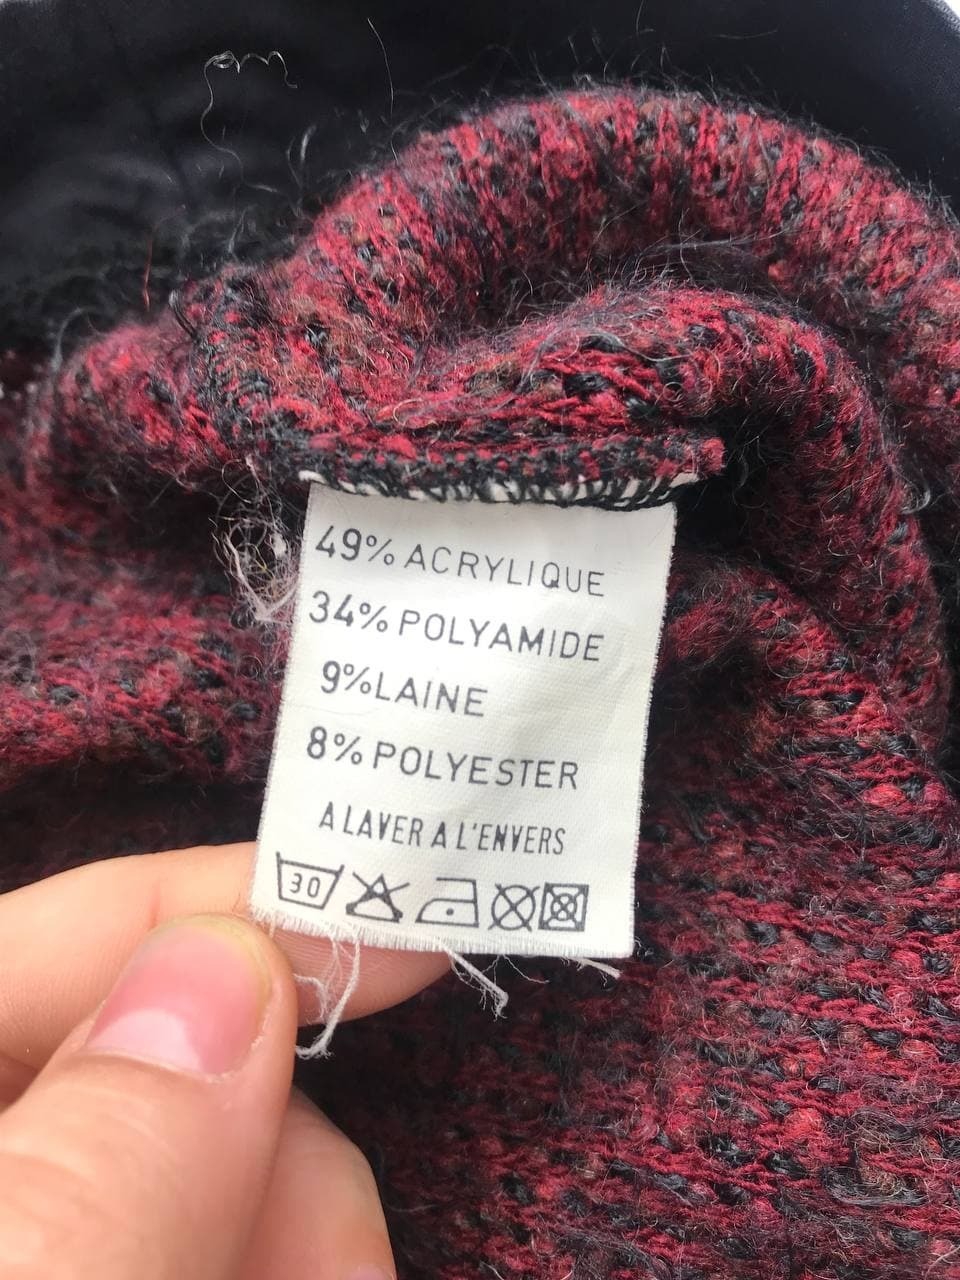 49% ACRYLIQUE
34% POLYAMIDE
9% LAINE
8% POLYESTER
A LAVER A L'ENVERS
30